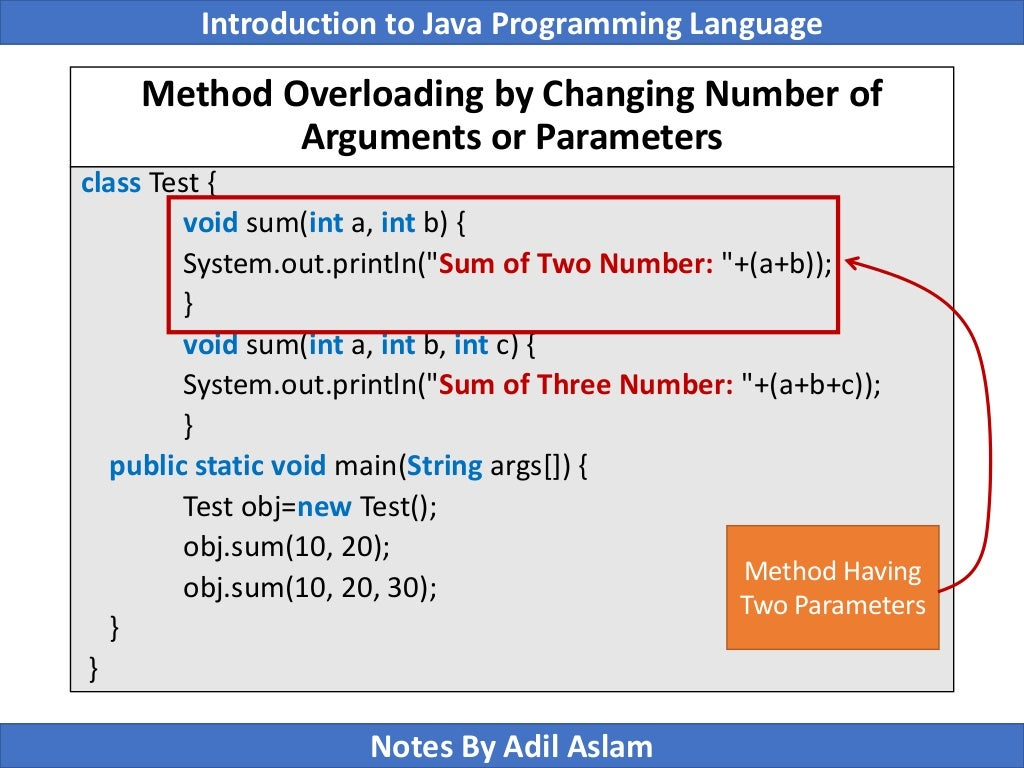 Introduction to Java Programming Language
Method Overloading by Changing Number of
Arguments or Parameters
class Test {
void sum(int a, int b) {
System.out.println("Sum of Two Number: "+(a+b));
}
void sum(int a, int b, int c) {
System.out.println("Sum of Three Number: "+(a+b+c));
}
public static void main(String args[]) {
Test obj=new Test();
obj.sum(10, 20);
obj.sum(10, 20, 30);
}
}
Method Having
Two Parameters
Notes By Adil Aslam